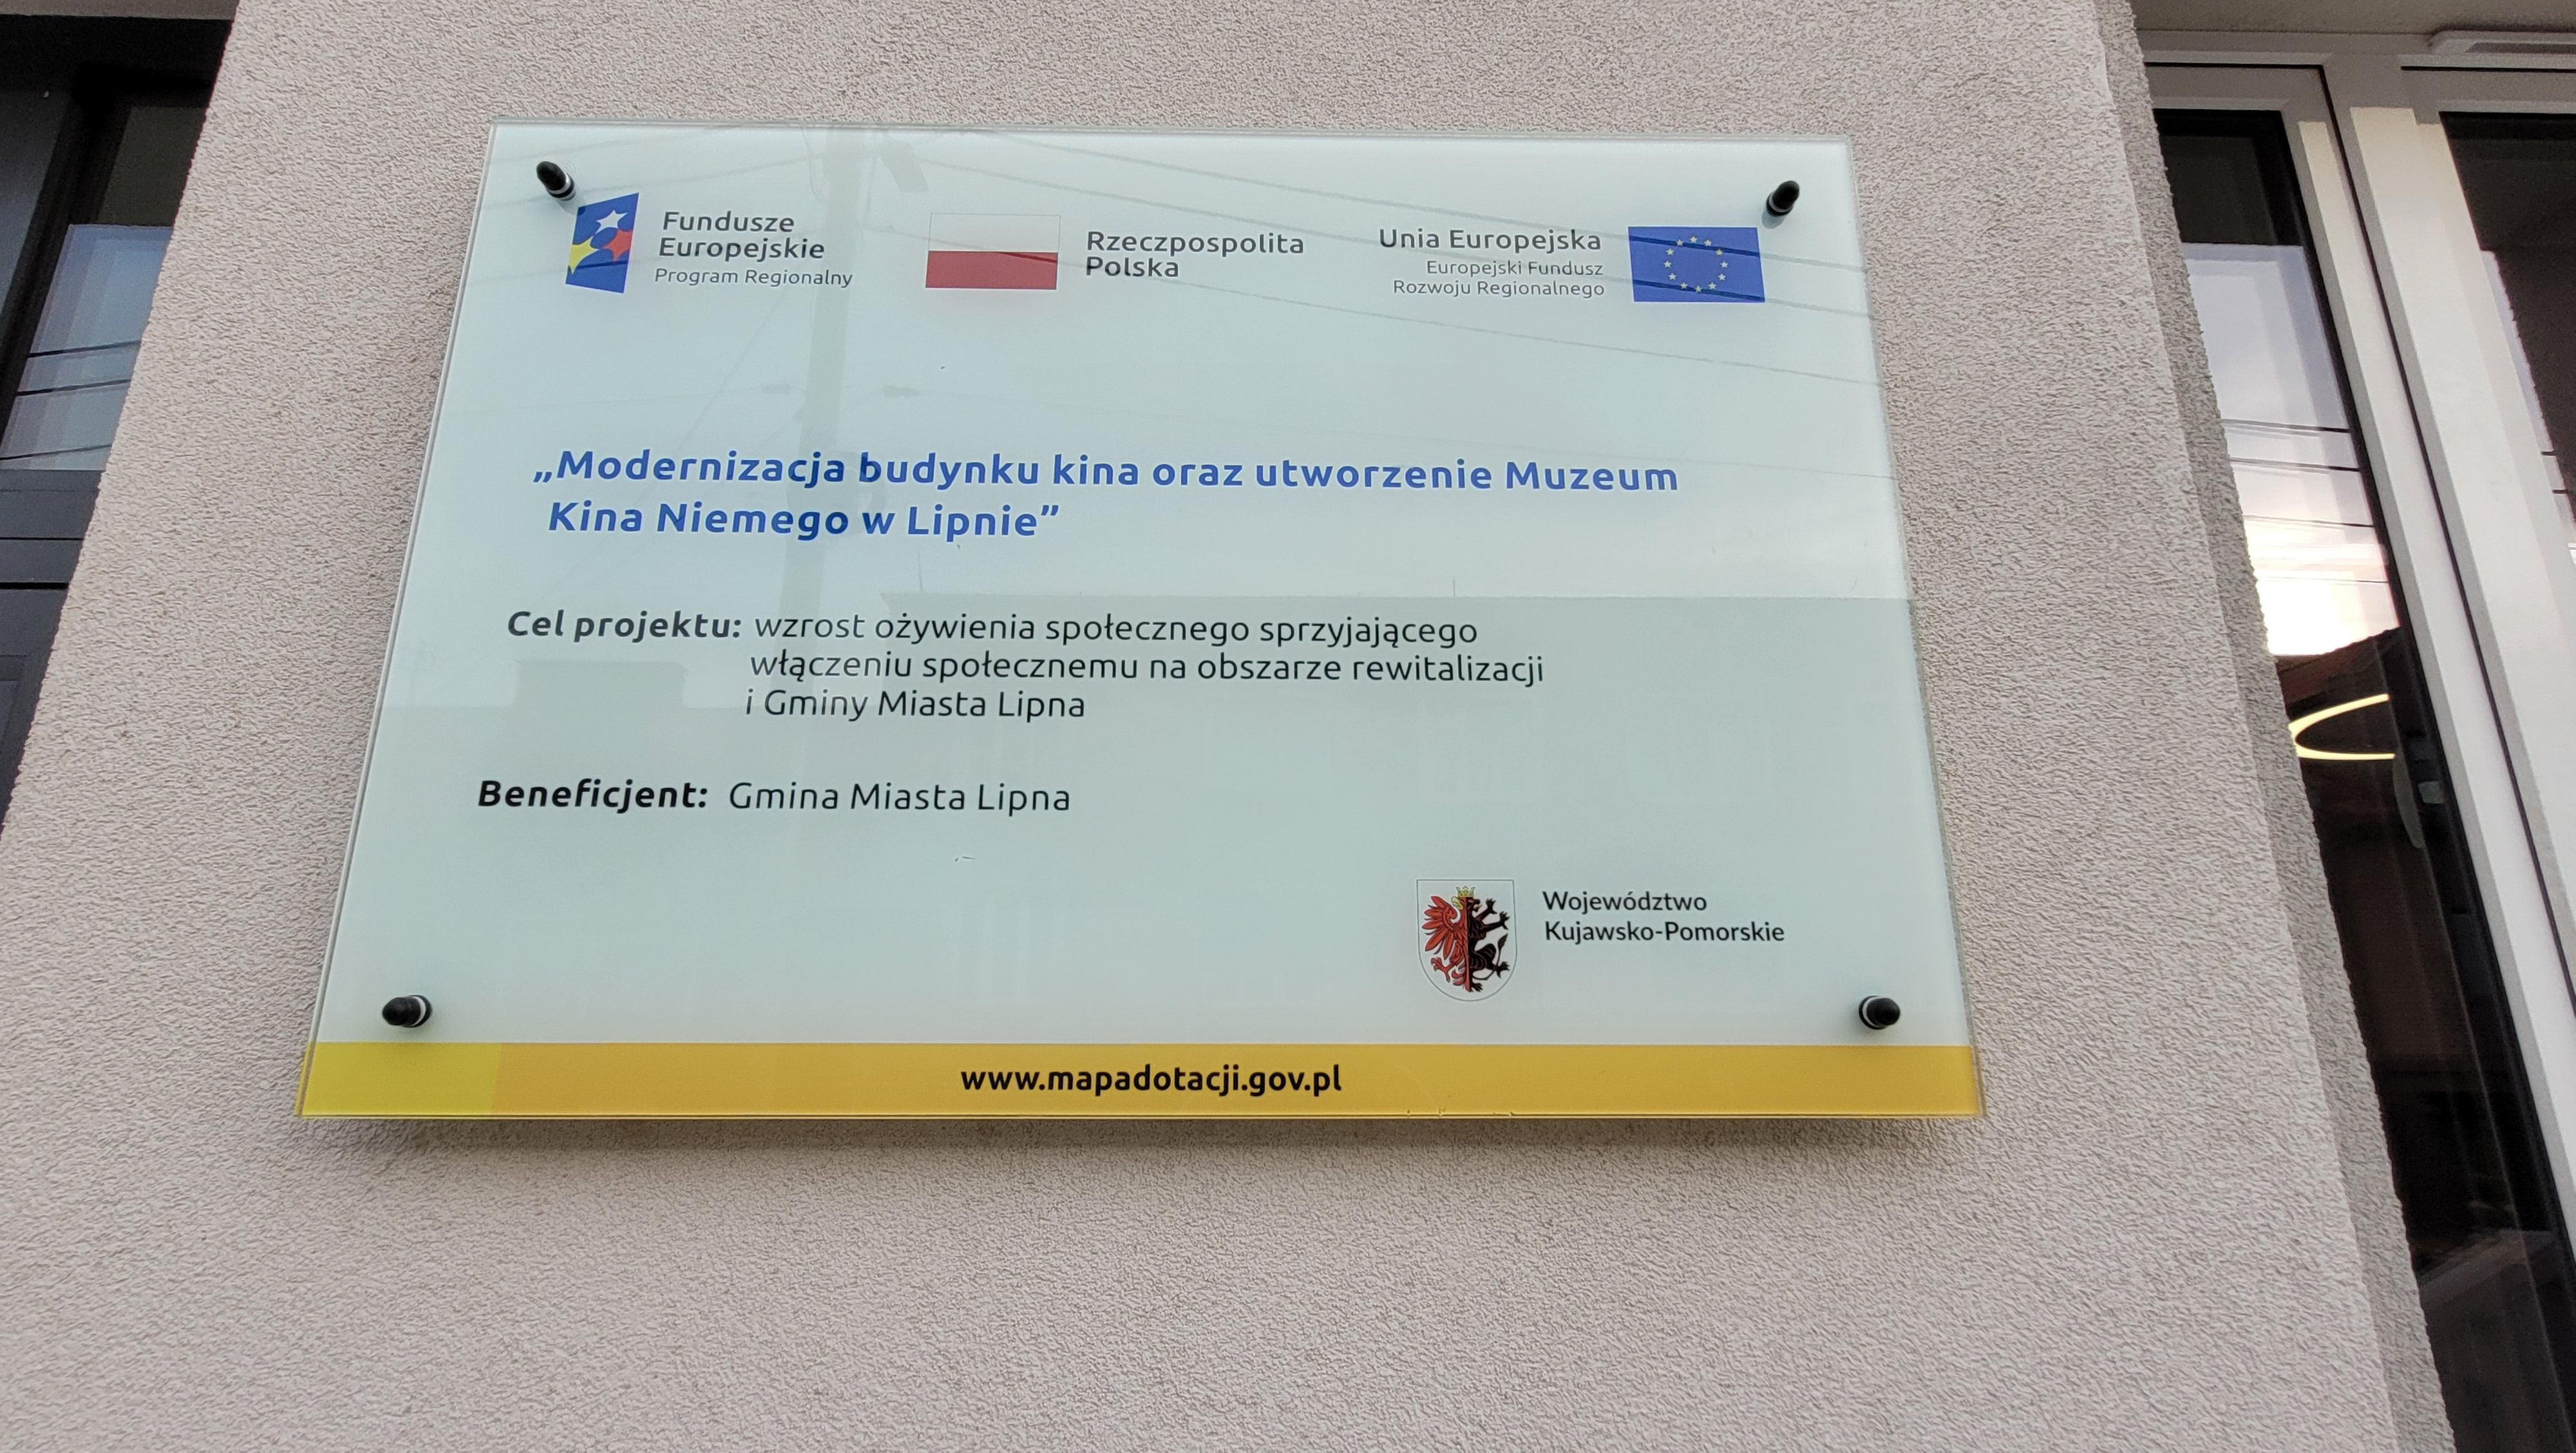 Fundusze
Europejskie
Program Regionalny
Rzeczpospolita
Polska
Unia Europejska
Europejski Fundusz
Rozwoju Regionalnego
„Modernizacja budynku kina oraz utworzenie Muzeum
Kina Niemego w Lipnie”
Cel projektu: wzrost ożywienia społecznego sprzyjającego
włączeniu społecznemu na obszarze rewitalizacji
i Gminy Miasta Lipna
Beneficjent: Gmina Miasta Lipna
Województwo
Kujawsko-Pomorskie
www.mapadotacji.gov.pl